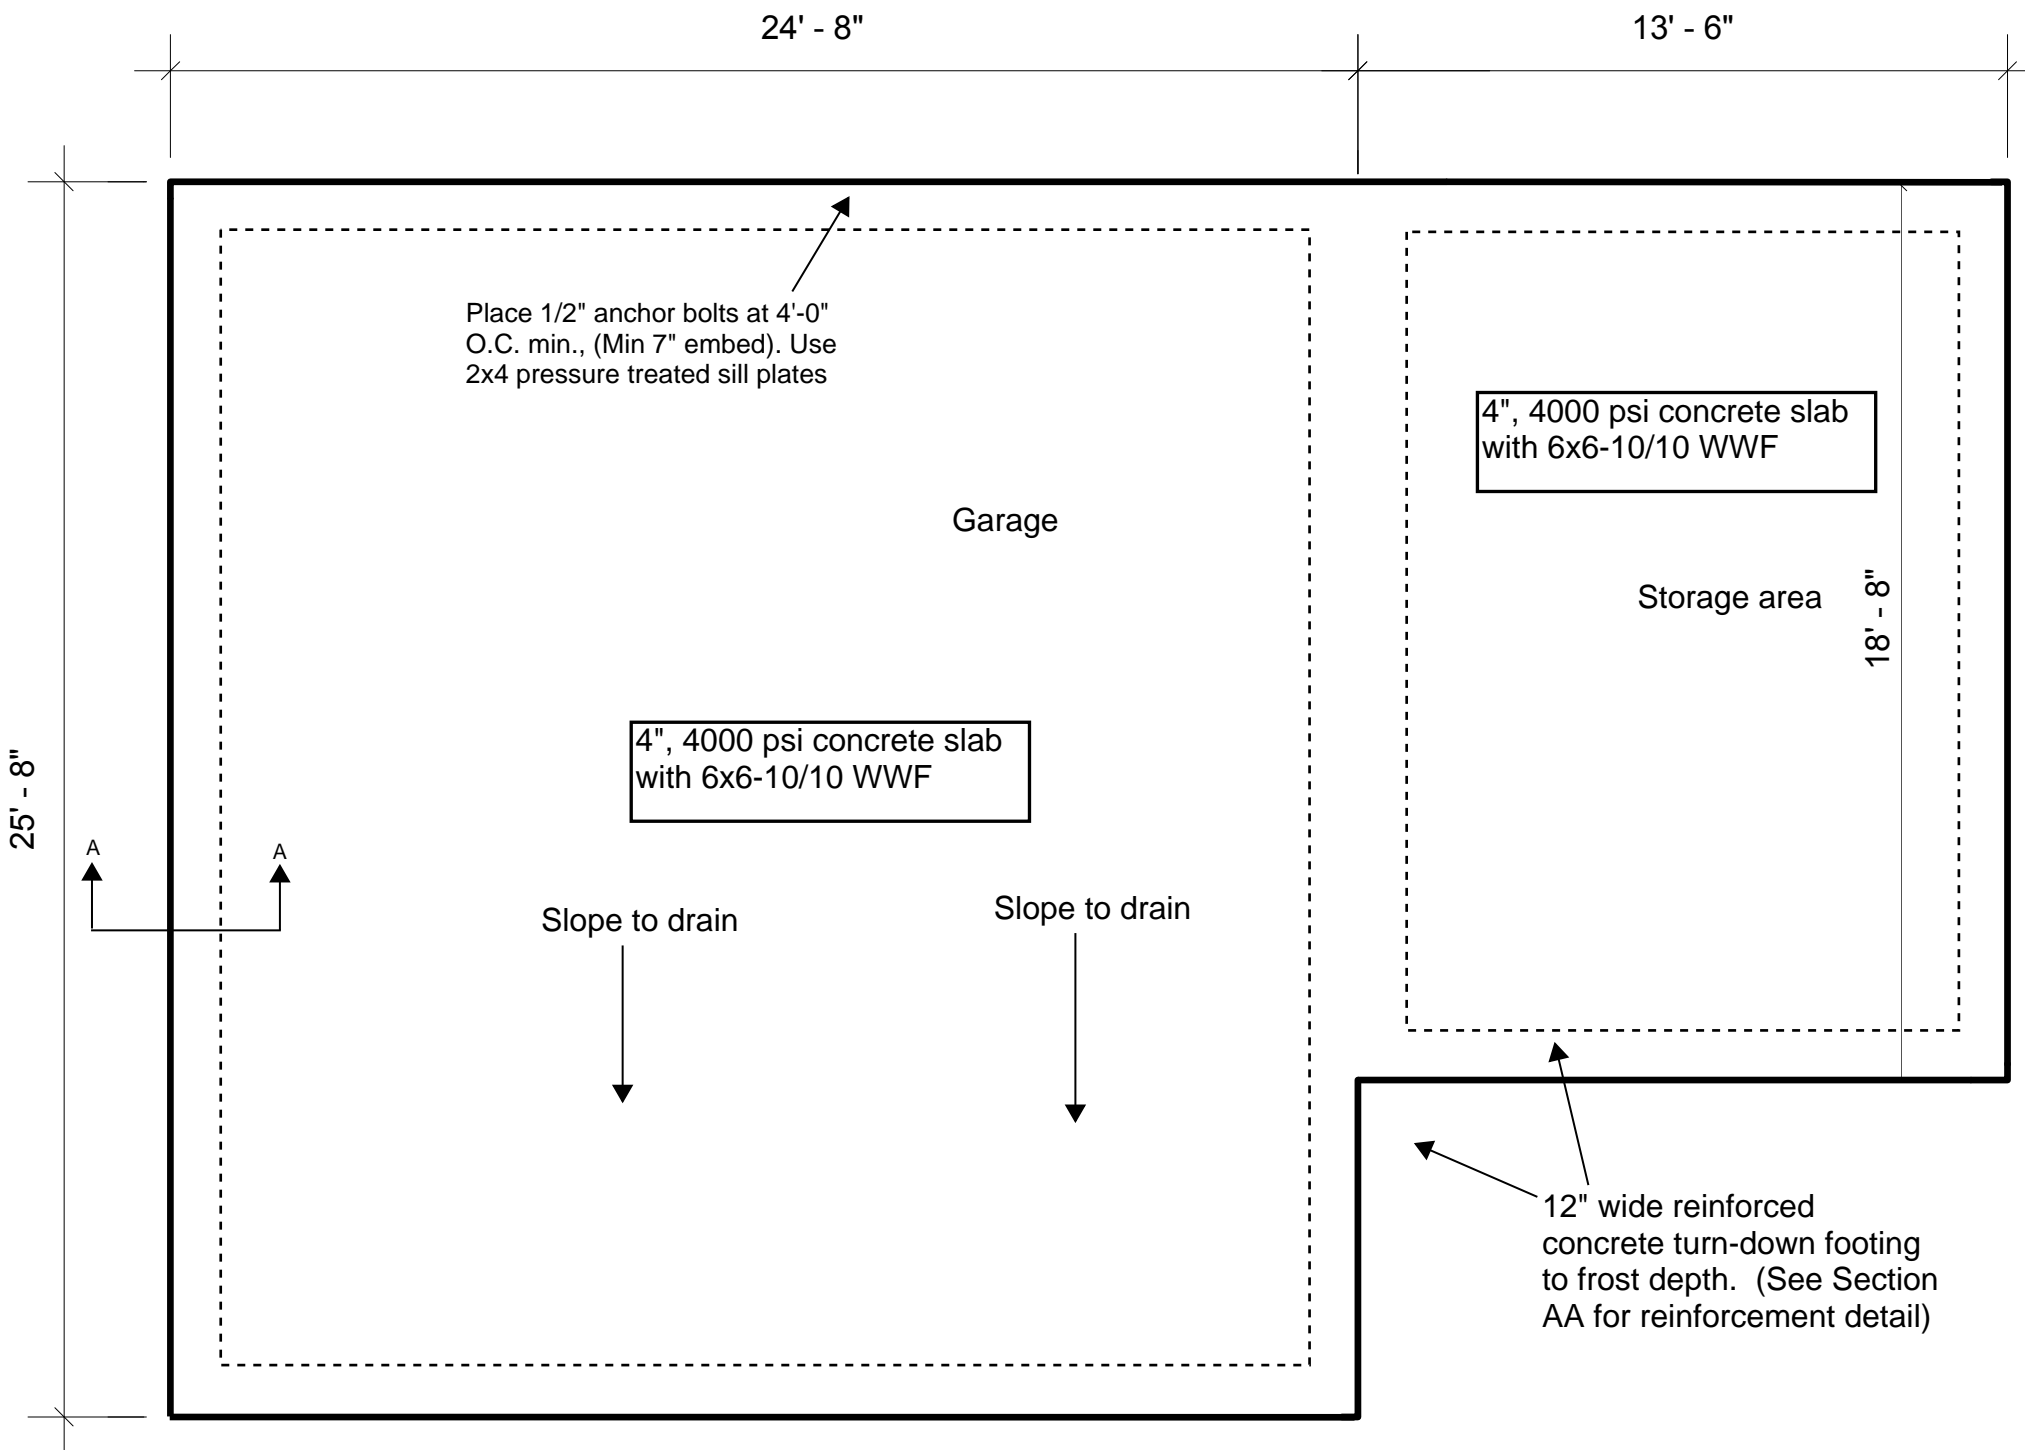 24' - 8"
13' - 6"
Place 1/2" anchor bolts at 4'-0"
O.C. min., (Min 7" embed). Use
2x4 pressure treated sill plates
4", 4000 psi concrete slab
with 6x6-10/10 WWF
Garage
Storage area
18' - 8"
4", 4000 psi concrete slab
with 6x6-10/10 WWF
25' - 8"
A
A
Slope to drain
Slope to drain
12" wide reinforced
concrete turn-down footing
to frost depth.  (See Section
AA for reinforcement detail)